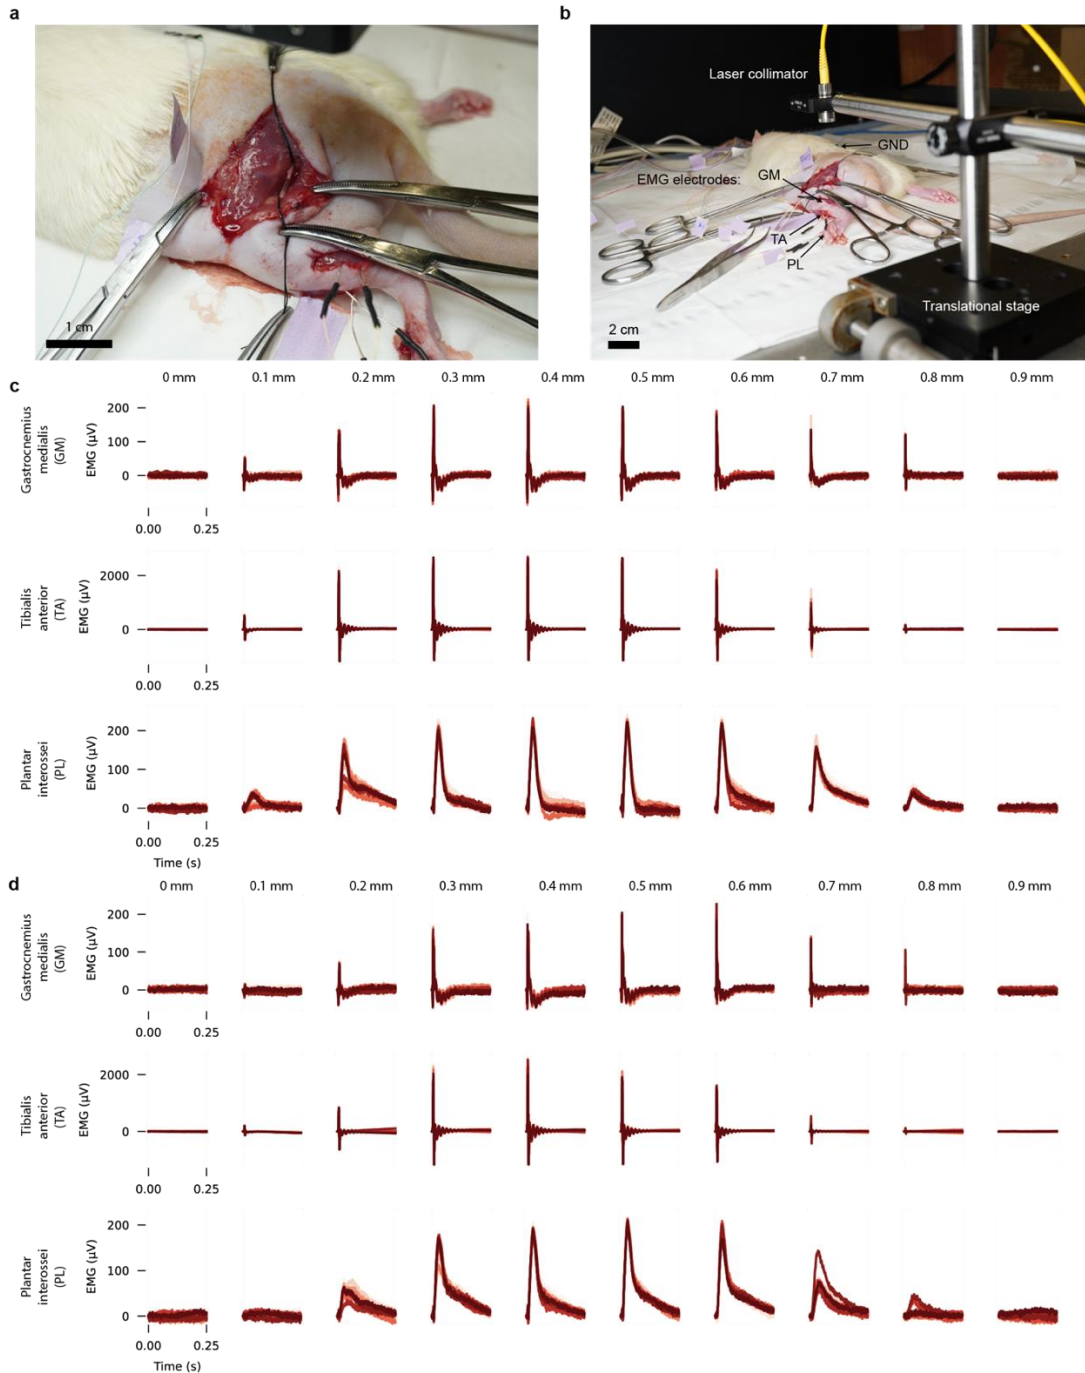 a
b
1 cm
Laser collimator
GND
EMG electrodes:
GM
TA
PL
Translational stage
2 cm
c
0 mm 0.1 mm 0.2 mm 0.3 mm 0.4 mm 0.5 mm 0.6 mm 0.7 mm 0.8 mm 0.9 mm
Gastrocnemius
medialis
(GM)
EMG (µV)
200
100
0
0.00 0.25
Tibialis
anterior
(TA)
EMG (µV)
2000
0
0.00 0.25
Plantar
interossei
(PL)
EMG (µV)
200
100
0
0.00 0.25
Time (s)
d
0 mm 0.1 mm 0.2 mm 0.3 mm 0.4 mm 0.5 mm 0.6 mm 0.7 mm 0.8 mm 0.9 mm
Gastrocnemius
medialis
(GM)
EMG (µV)
200
100
0
0.00 0.25
Tibialis
anterior
(TA)
EMG (µV)
2000
0
0.00 0.25
Plantar
interossei
(PL)
EMG (µV)
200
100
0
0.00 0.25
Time (s)